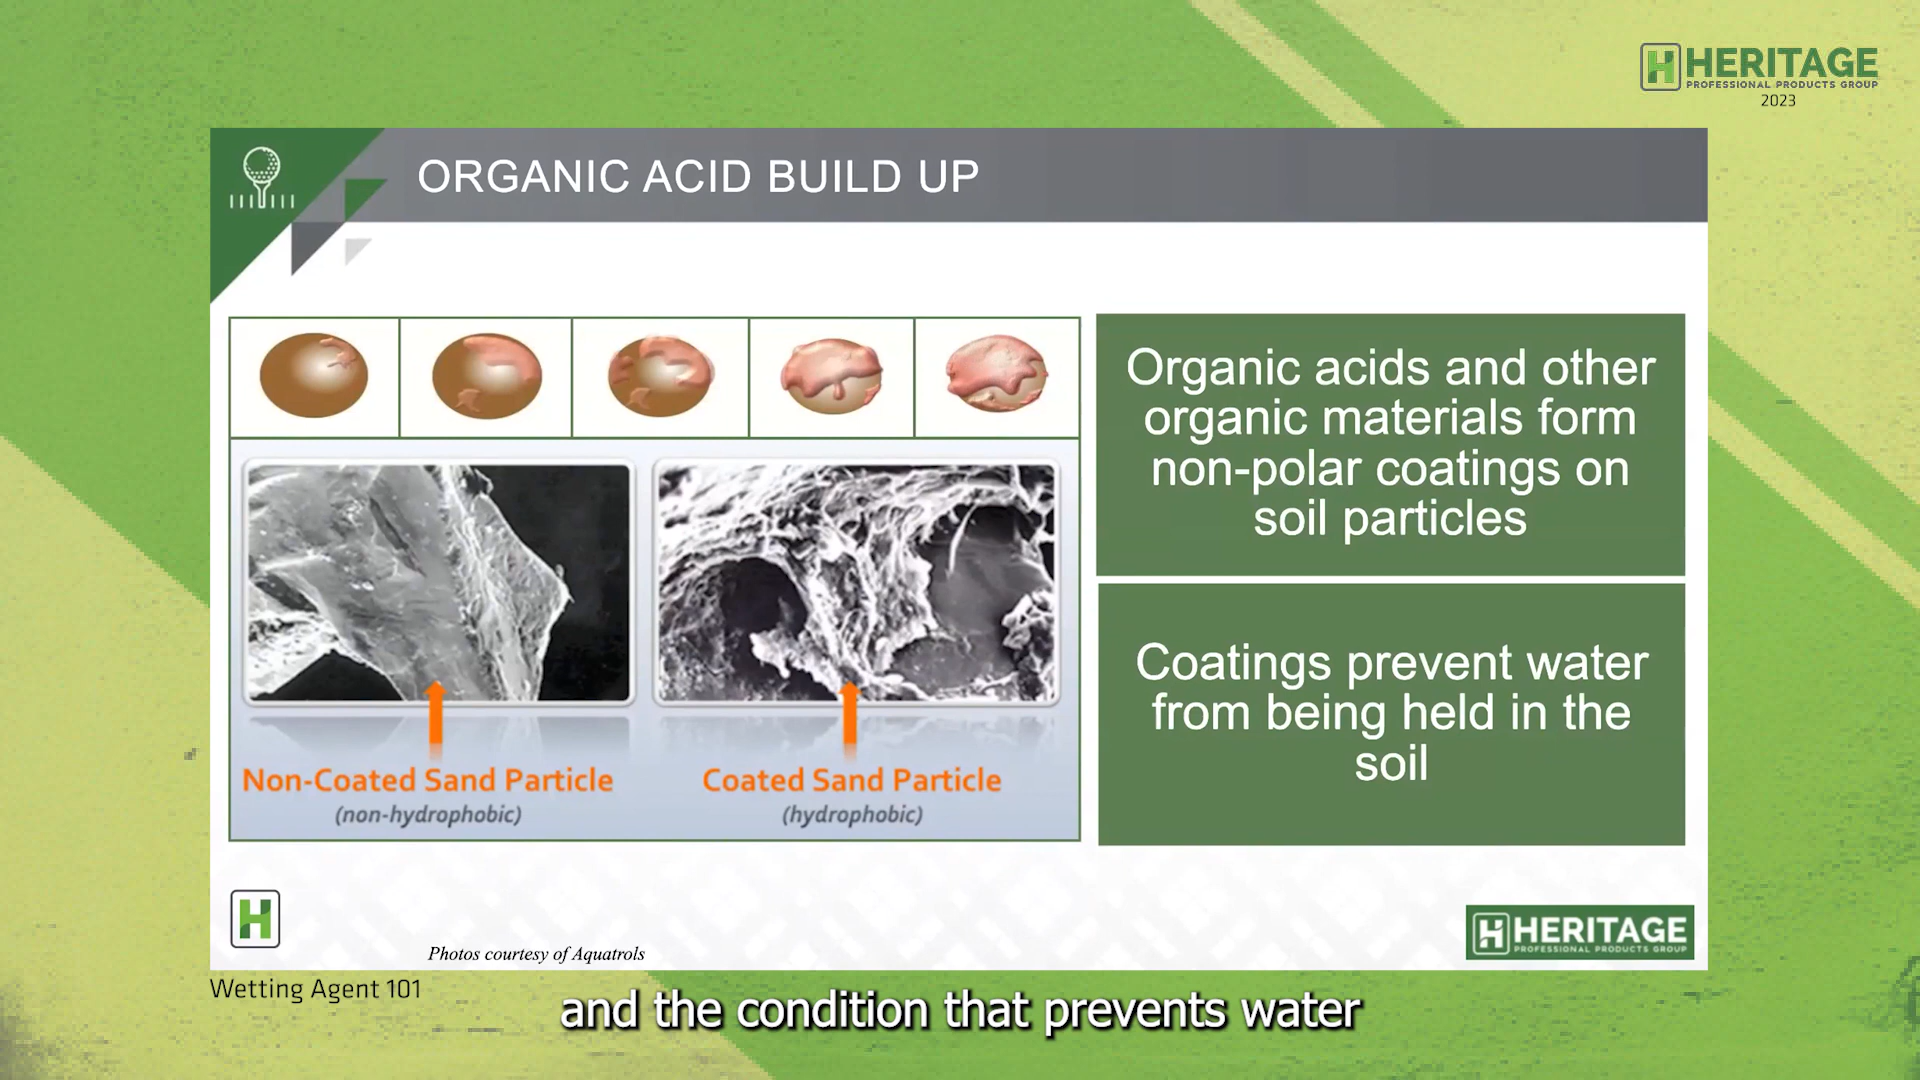 HERITAGE
PROFESSIONAL PRODUCTS GROUP
2023
ORGANIC ACID BUILD UP
Organic acids and other
organic materials form
non-polar coatings on
soil particles
Coatings prevent water
from being held in the
soil
Non-Coated Sand Particle
(non-hydrophobic)
Coated Sand Particle
(hydrophobic)
HERITAGE
PROFESSIONAL PRODUCTS GROUP
Photos courtesy of Aquatrols
Wetting Agent 101
and the condition that prevents water